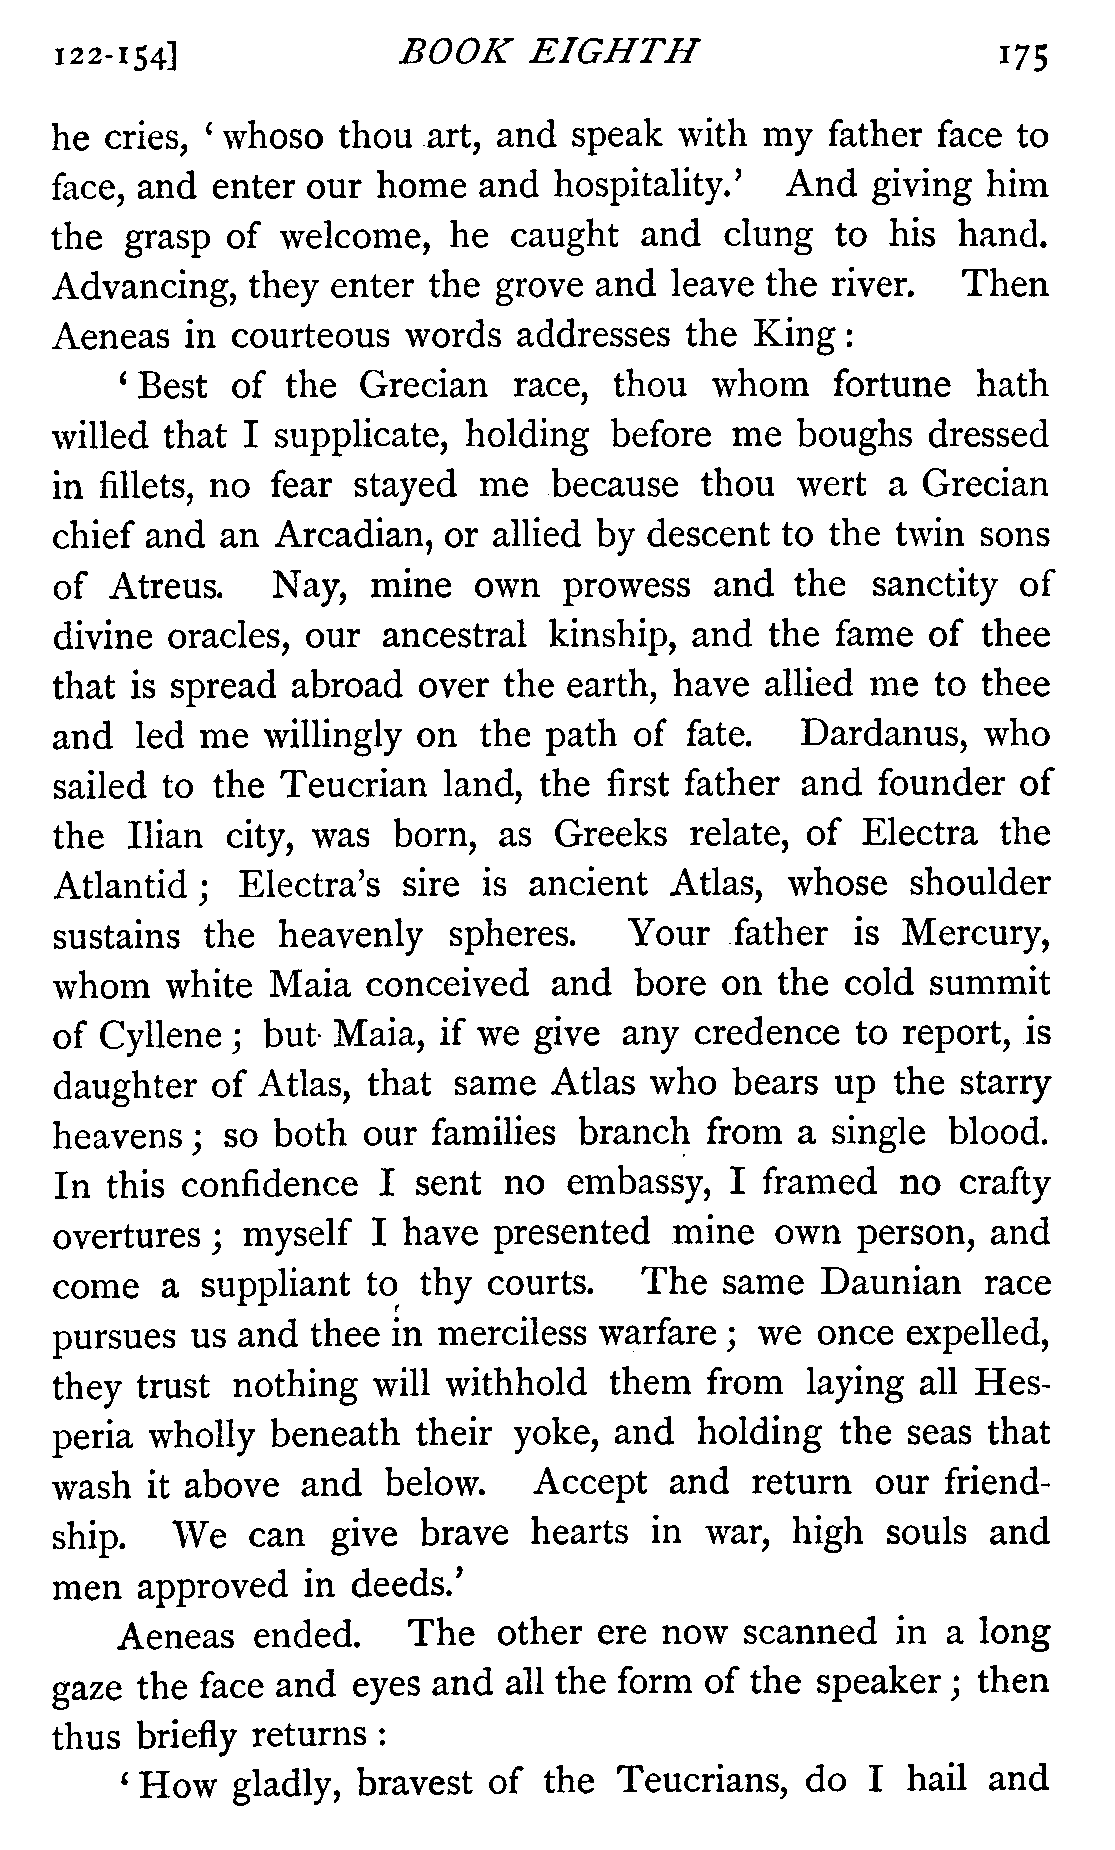 122-154] BOOK EIGHTH 175
he cries, ‘ whoso thou art, and speak with my father face to
face, and enter our home and hospitality.’ And giving him
the grasp of welcome, he caught and clung to his hand.
Advancing, they enter the grove and leave the river. Then
Aeneas in courteous words addresses the King :
‘ Best of the Grecian race, thou whom fortune hath
willed that I supplicate, holding before me boughs dressed
in fillets, no fear stayed me because thou wert a Grecian
chief and an Arcadian, or allied by descent to the twin sons
of Atreus. Nay, mine own prowess and the sanctity of
divine oracles, our ancestral kinship, and the fame of thee
that is spread abroad over the earth, have allied me to thee
and led me willingly on the path of fate. Dardanus, who
sailed to the Teucrian land, the first father and founder of
the Ilian city, was born, as Greeks relate, of Electra the
Atlantid ; Electra’s sire is ancient Atlas, whose shoulder
sustains the heavenly spheres. Your father is Mercury,
whom white Maia conceived and bore on the cold summit
of Cyllene ; but Maia, if we give any credence to report, is
daughter of Atlas, that same Atlas who bears up the starry
heavens ; so both our families branch from a single blood.
In this confidence I sent no embassy, I framed no crafty
overtures ; myself I have presented mine own person, and
come a suppliant to thy courts. The same Daunian race
pursues us and thee in merciless warfare ; we once expelled,
they trust nothing will withhold them from laying all Hes-
peria wholly beneath their yoke, and holding the seas that
wash it above and below. Accept and return our friend-
ship. We can give brave hearts in war, high souls and
men approved in deeds.’
Aeneas ended. The other ere now scanned in a long
gaze the face and eyes and all the form of the speaker ; then
thus briefly returns :
‘ How gladly, bravest of the Teucrians, do I hail and